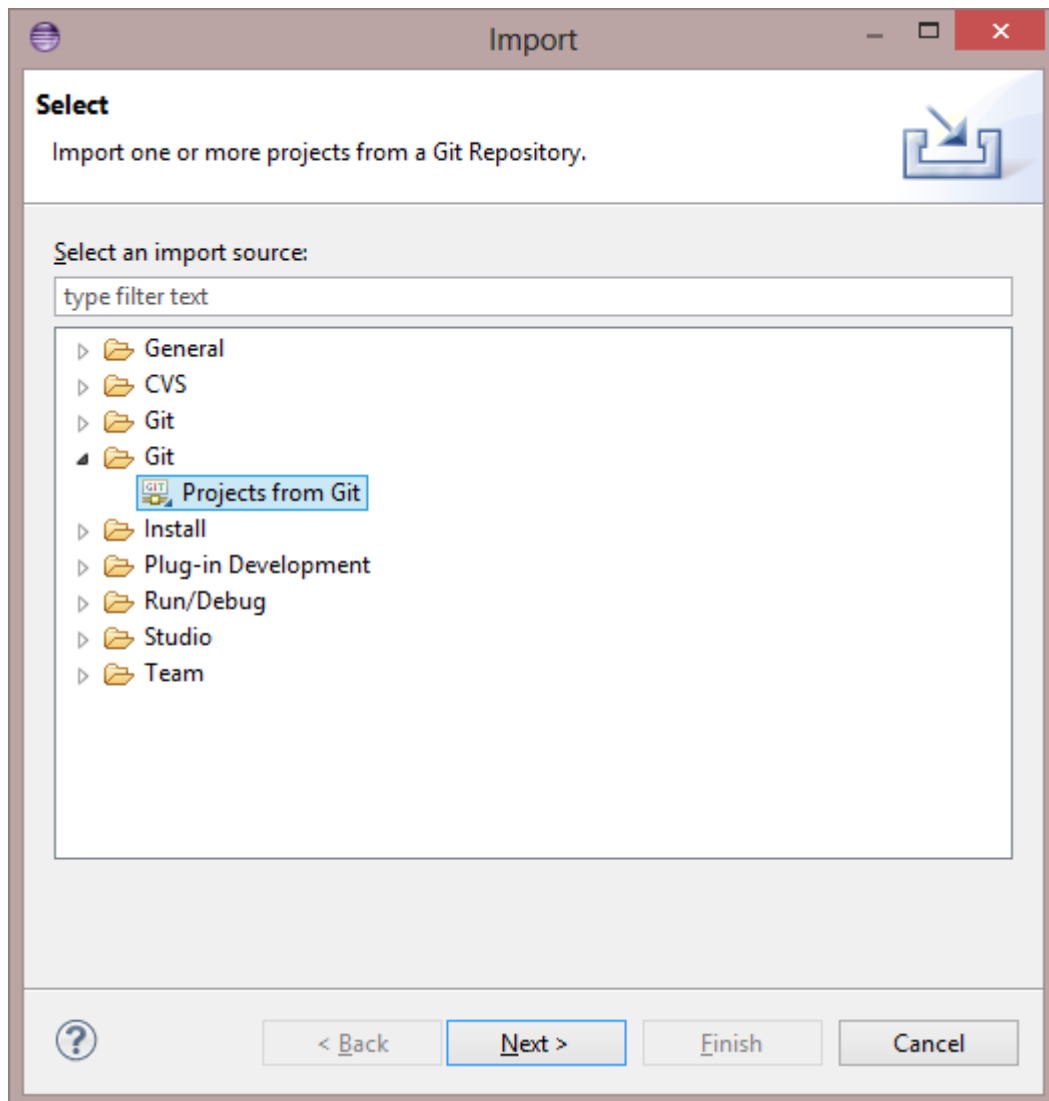 Import
Select
Import one or more projects from a Git Repository.
Select an import source:
type filter text
General
CVS
Git
Git
GIT
Projects from Git
Install
Plug-in Development
Run/Debug
Studio
Team
?
< Back
Next >
Finish
Cancel